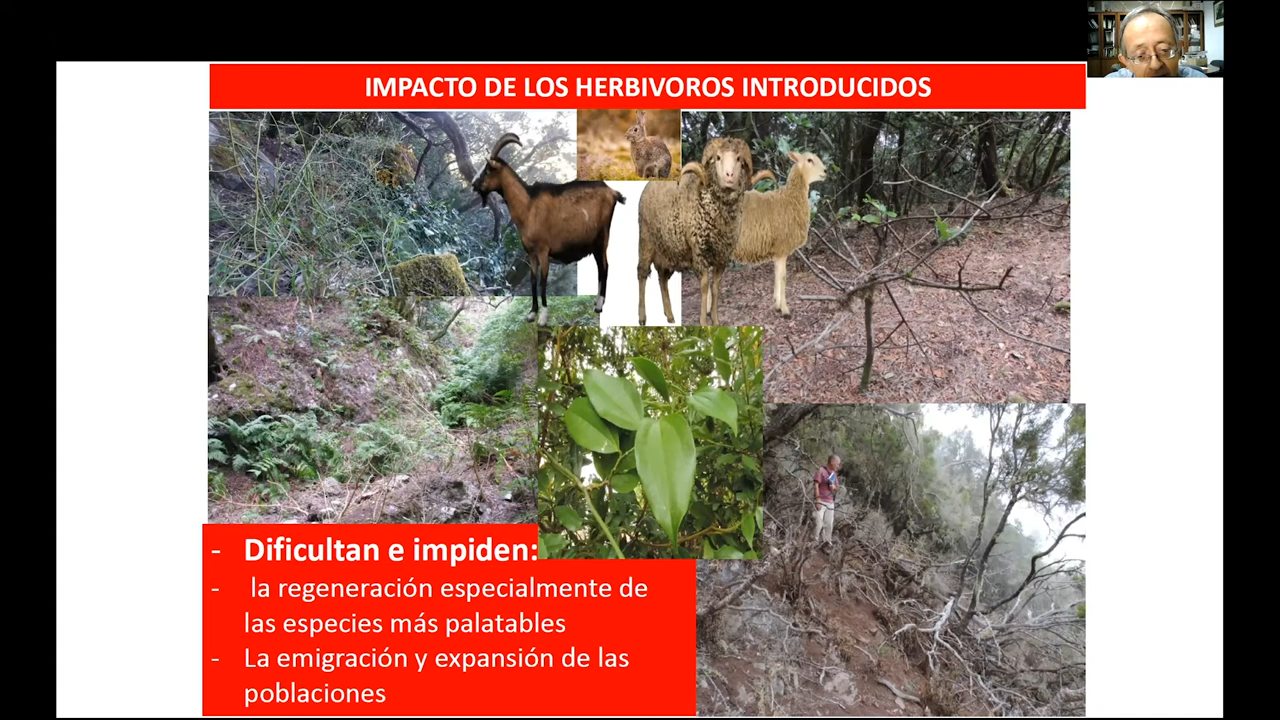 IMPACTO DE LOS HERBIVOROS INTRODUCIDOS
- Dificultan e impiden:
- la regeneración especialmente de
las especies más palatables
- La emigración y expansión de las
poblaciones